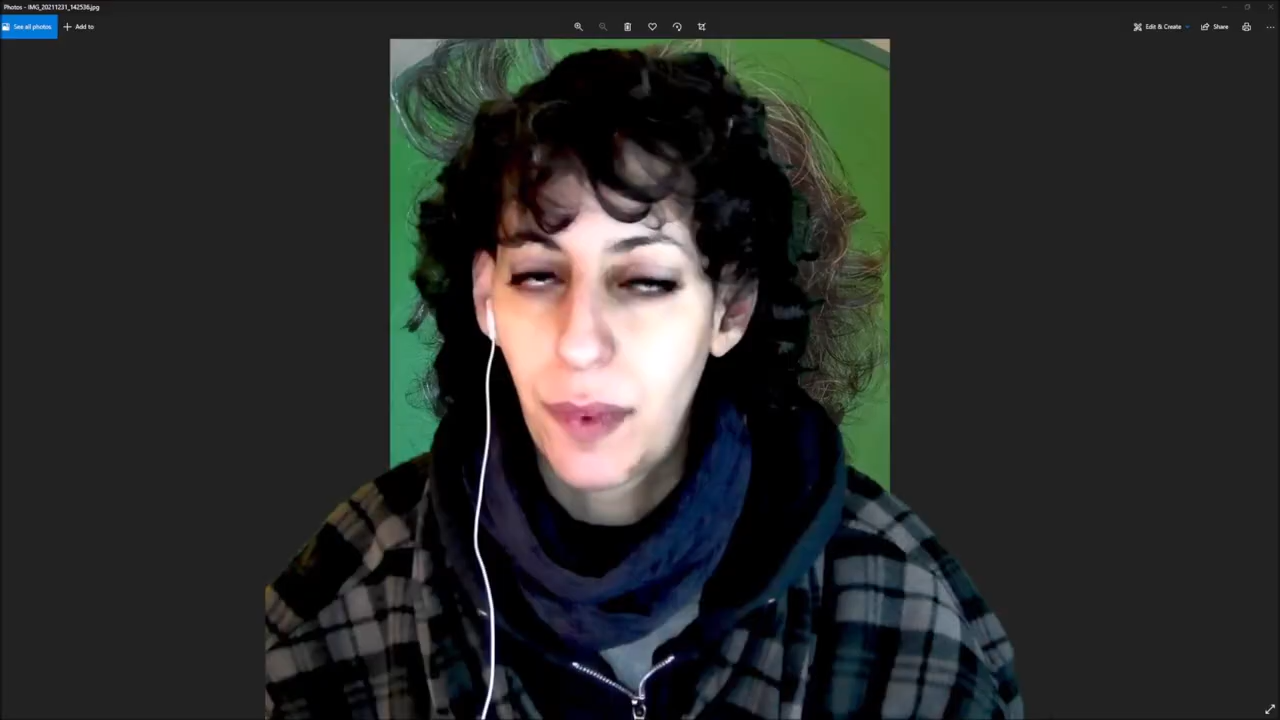 Photos - IMG_20211231_142536.jpg
See all photos
Add to
Edit & Create
Share